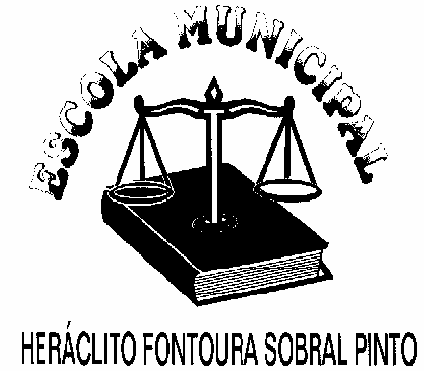 ESCOLA MUNICIPAL
HERÁCLITO FONTOURA SOBRAL PINTO